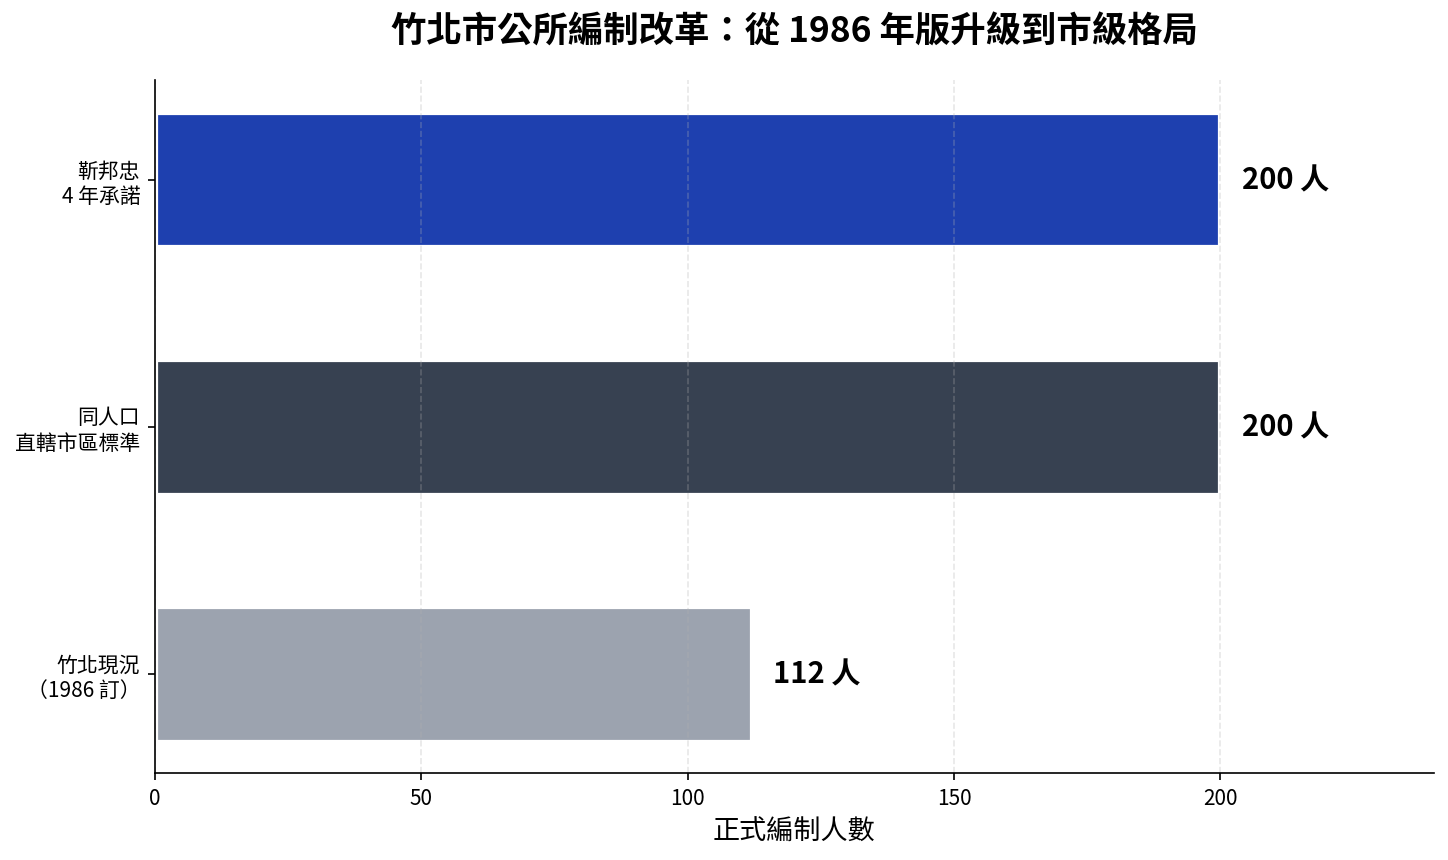 竹北市公所編制改革：從 1986 年版升級到市級格局
靳邦忠
4 年承諾
200 人
同人口
直轄市區標準
200 人
竹北現況
（1986 訂）
112 人
0
50
100
150
200
正式編制人數